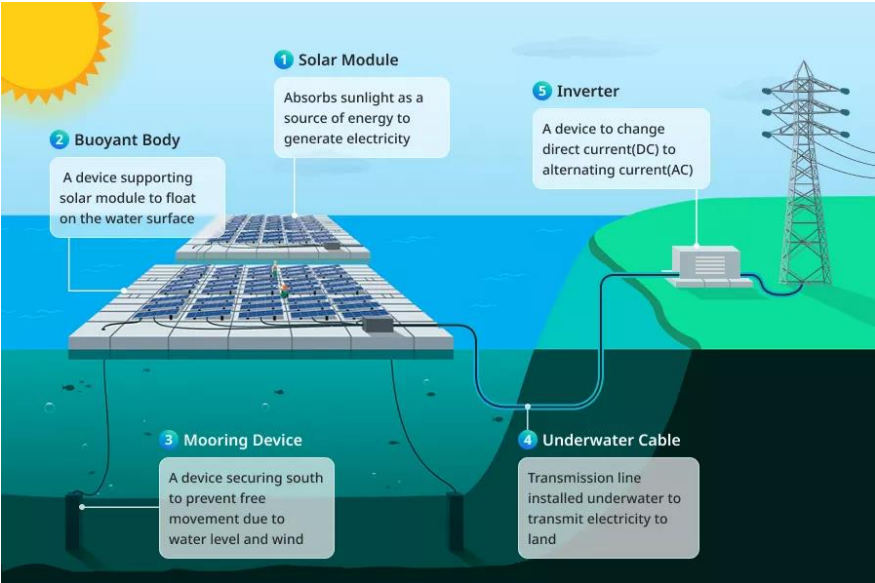 1 Solar Module
Absorbs sunlight as a
source of energy to
generate electricity
2 Buoyant Body
A device supporting
solar module to float
on the water surface
3 Mooring Device
A device securing south
to prevent free
movement due to
water level and wind
4 Underwater Cable
Transmission line
installed underwater to
transmit electricity to
land
5 Inverter
A device to change
direct current(DC) to
alternating current(AC)